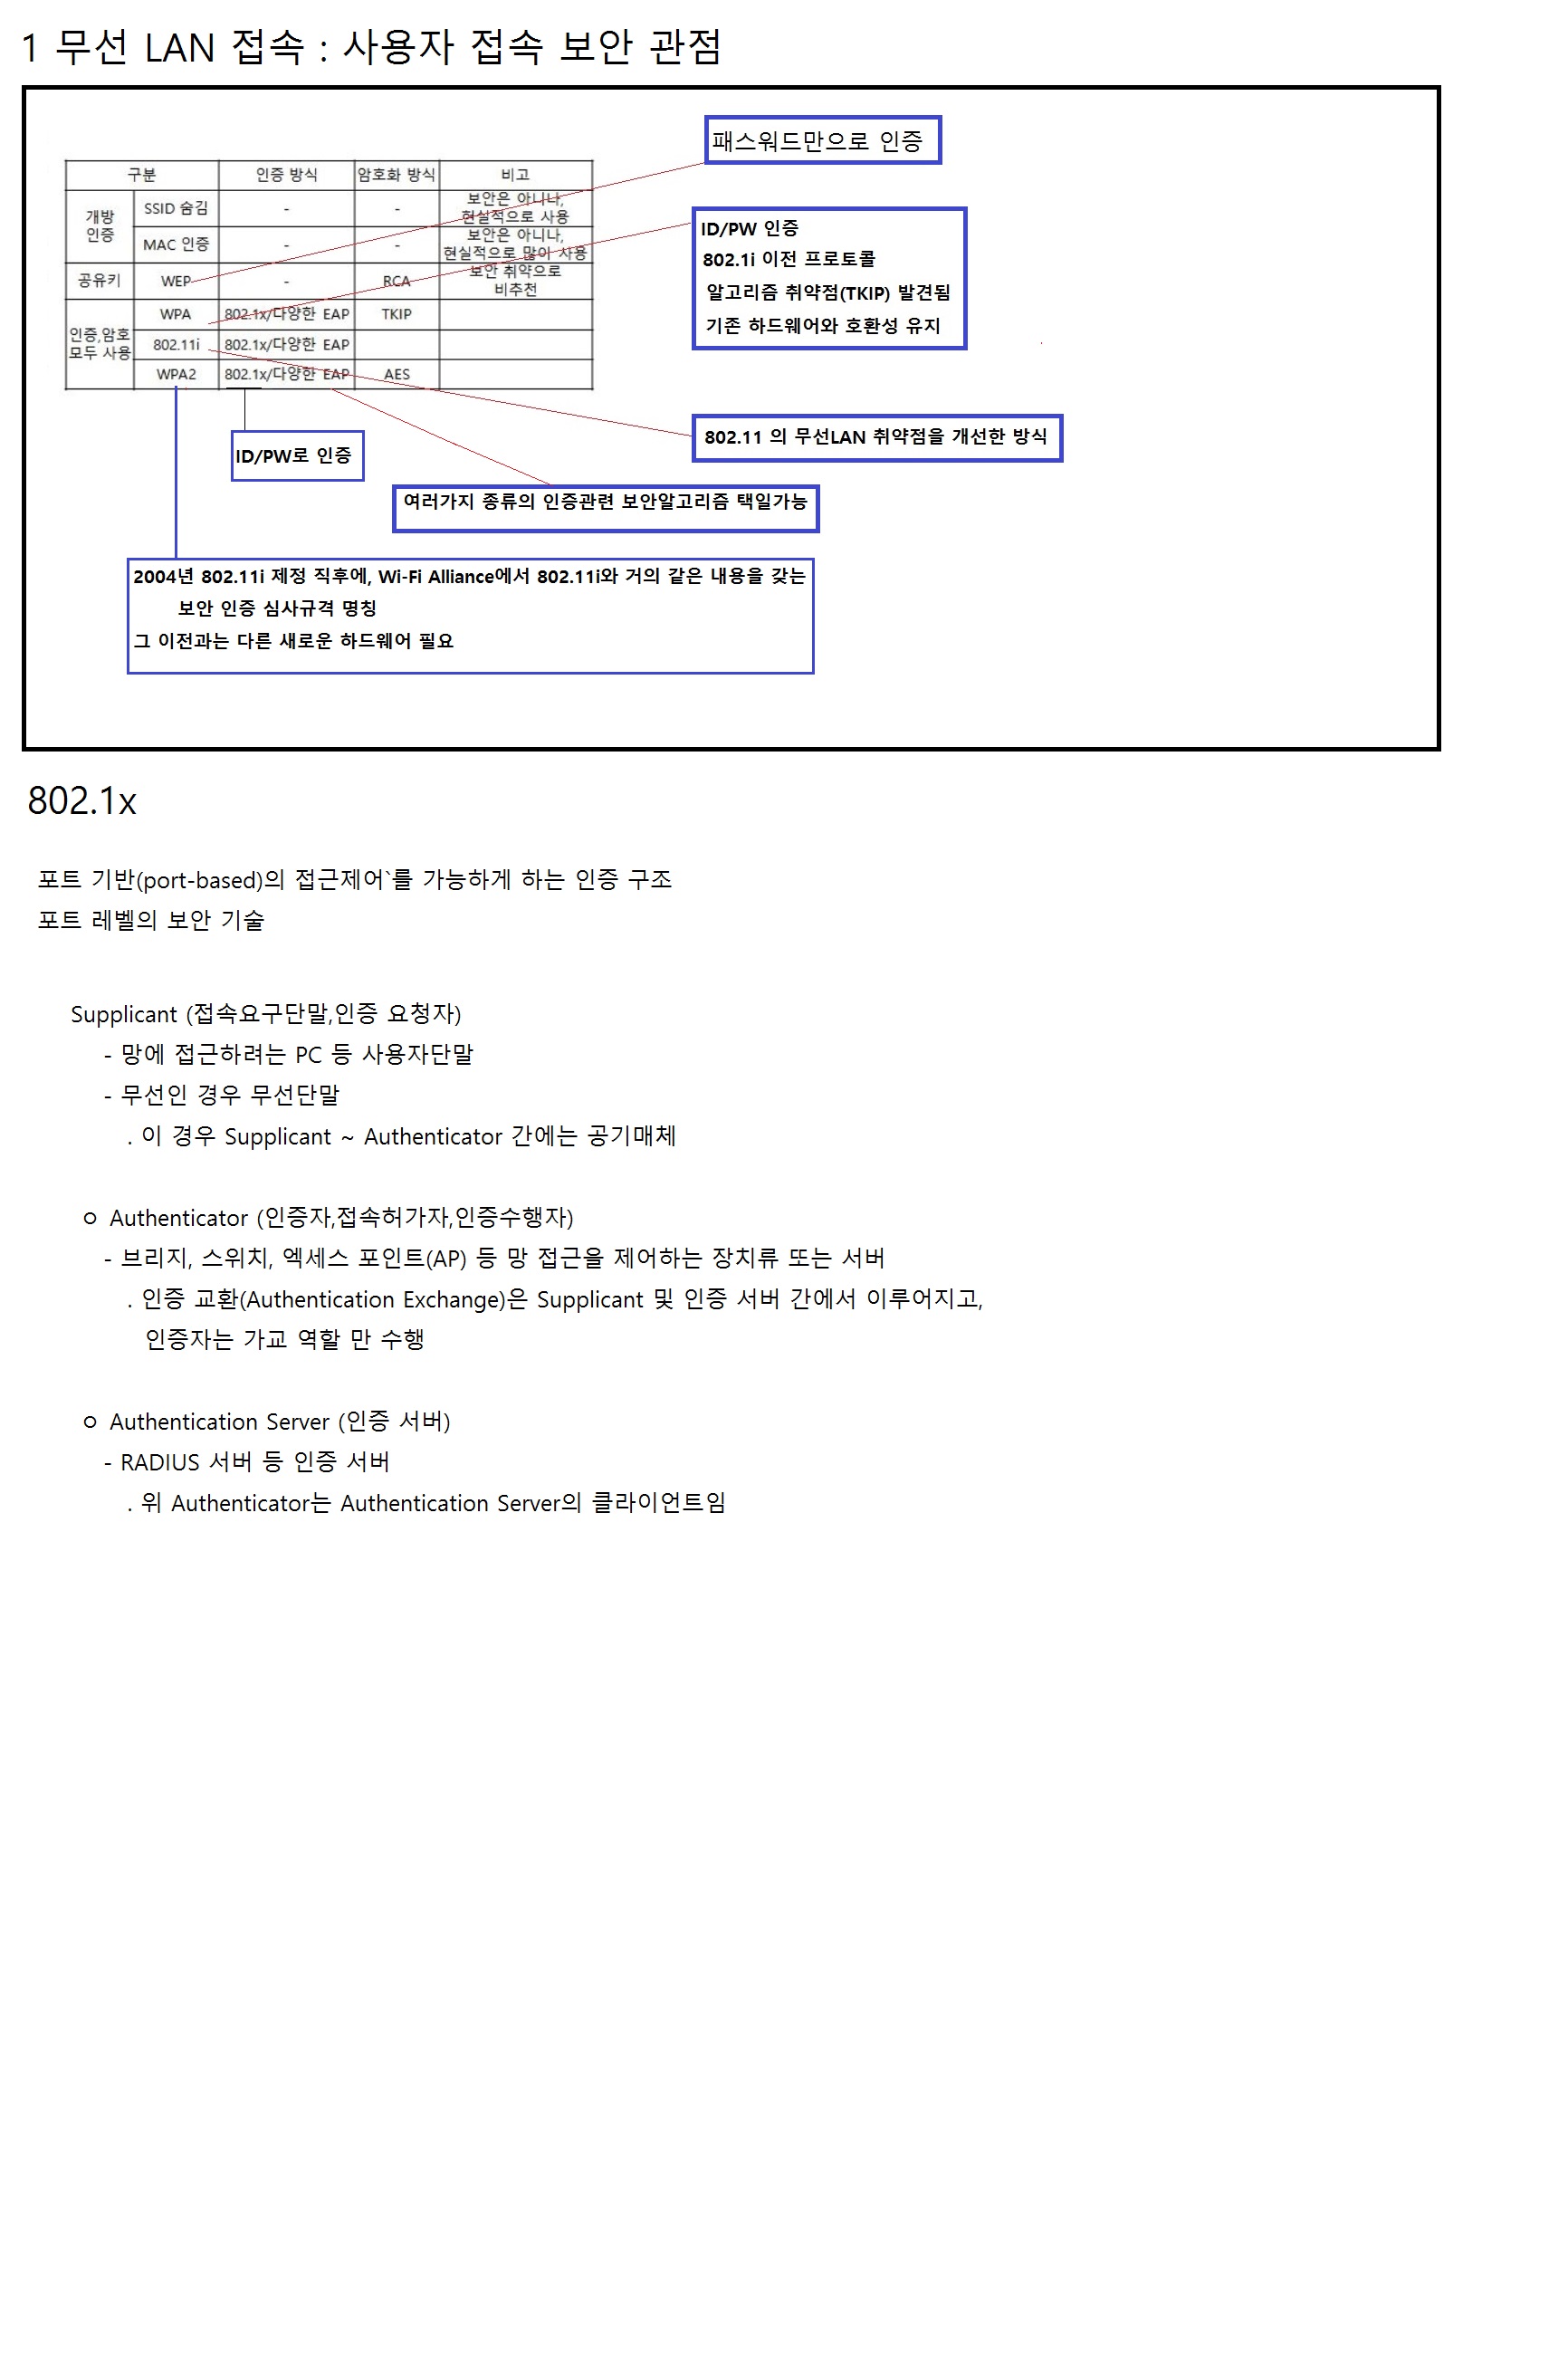 1 무선 LAN 접속 : 사용자 접속 보안 관점
패스워드만으로 인증
구분 인증 방식 암호화 방식 비고
개방
인증
SSID 숨김 - - 보안은 아니나,
현실적으로 사용
MAC 인증 - - 보안은 아니나,
현실적으로 많이 사용
공유키 WEP - RCA 보안 취약으로
비추천
인증,암호
모두 사용
WPA 802.1x/다양한 EAP TKIP
802.11i 802.1x/다양한 EAP
WPA2 802.1x/다양한 EAP AES
ID/PW 인증
802.1i 이전 프로토콜
알고리즘 취약점(TKIP) 발견됨
기존 하드웨어와 호환성 유지
802.11 의 무선LAN 취약점을 개선한 방식
ID/PW로 인증
여러가지 종류의 인증관련 보안알고리즘 택일가능
2004년 802.11i 제정 직후에, Wi-Fi Alliance에서 802.11i와 거의 같은 내용을 갖는
보안 인증 심사규격 명칭
그 이전과는 다른 새로운 하드웨어 필요
802.1x
포트 기반(port-based)의 접근제어`를 가능하게 하는 인증 구조
포트 레벨의 보안 기술
Supplicant (접속요구단말,인증 요청자)
- 망에 접근하려는 PC 등 사용자단말
- 무선인 경우 무선단말
. 이 경우 Supplicant ~ Authenticator 간에는 공기매체
ㅇ Authenticator (인증자,접속허가자,인증수행자)
- 브리지, 스위치, 엑세스 포인트(AP) 등 망 접근을 제어하는 장치류 또는 서버
. 인증 교환(Authentication Exchange)은 Supplicant 및 인증 서버 간에서 이루어지고,
인증자는 가교 역할 만 수행
ㅇ Authentication Server (인증 서버)
- RADIUS 서버 등 인증 서버
. 위 Authenticator는 Authentication Server의 클라이언트임